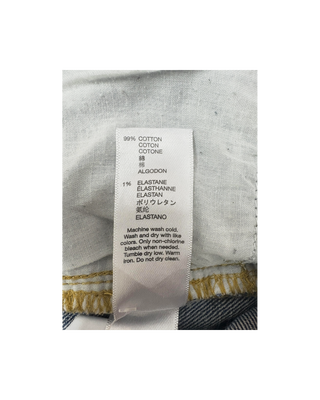 99% COTTON
COTON
COTONE
綿
棉
ALGODON
1% ELASTANE
ÉLASTHANNE
ELASTAN
ポリウレタン
氨纶
ELASTANO
Machine wash cold.
Wash and dry with like
colors. Only non-chlorine
bleach when needed.
Tumble dry low. Warm
iron. Do not dry clean.